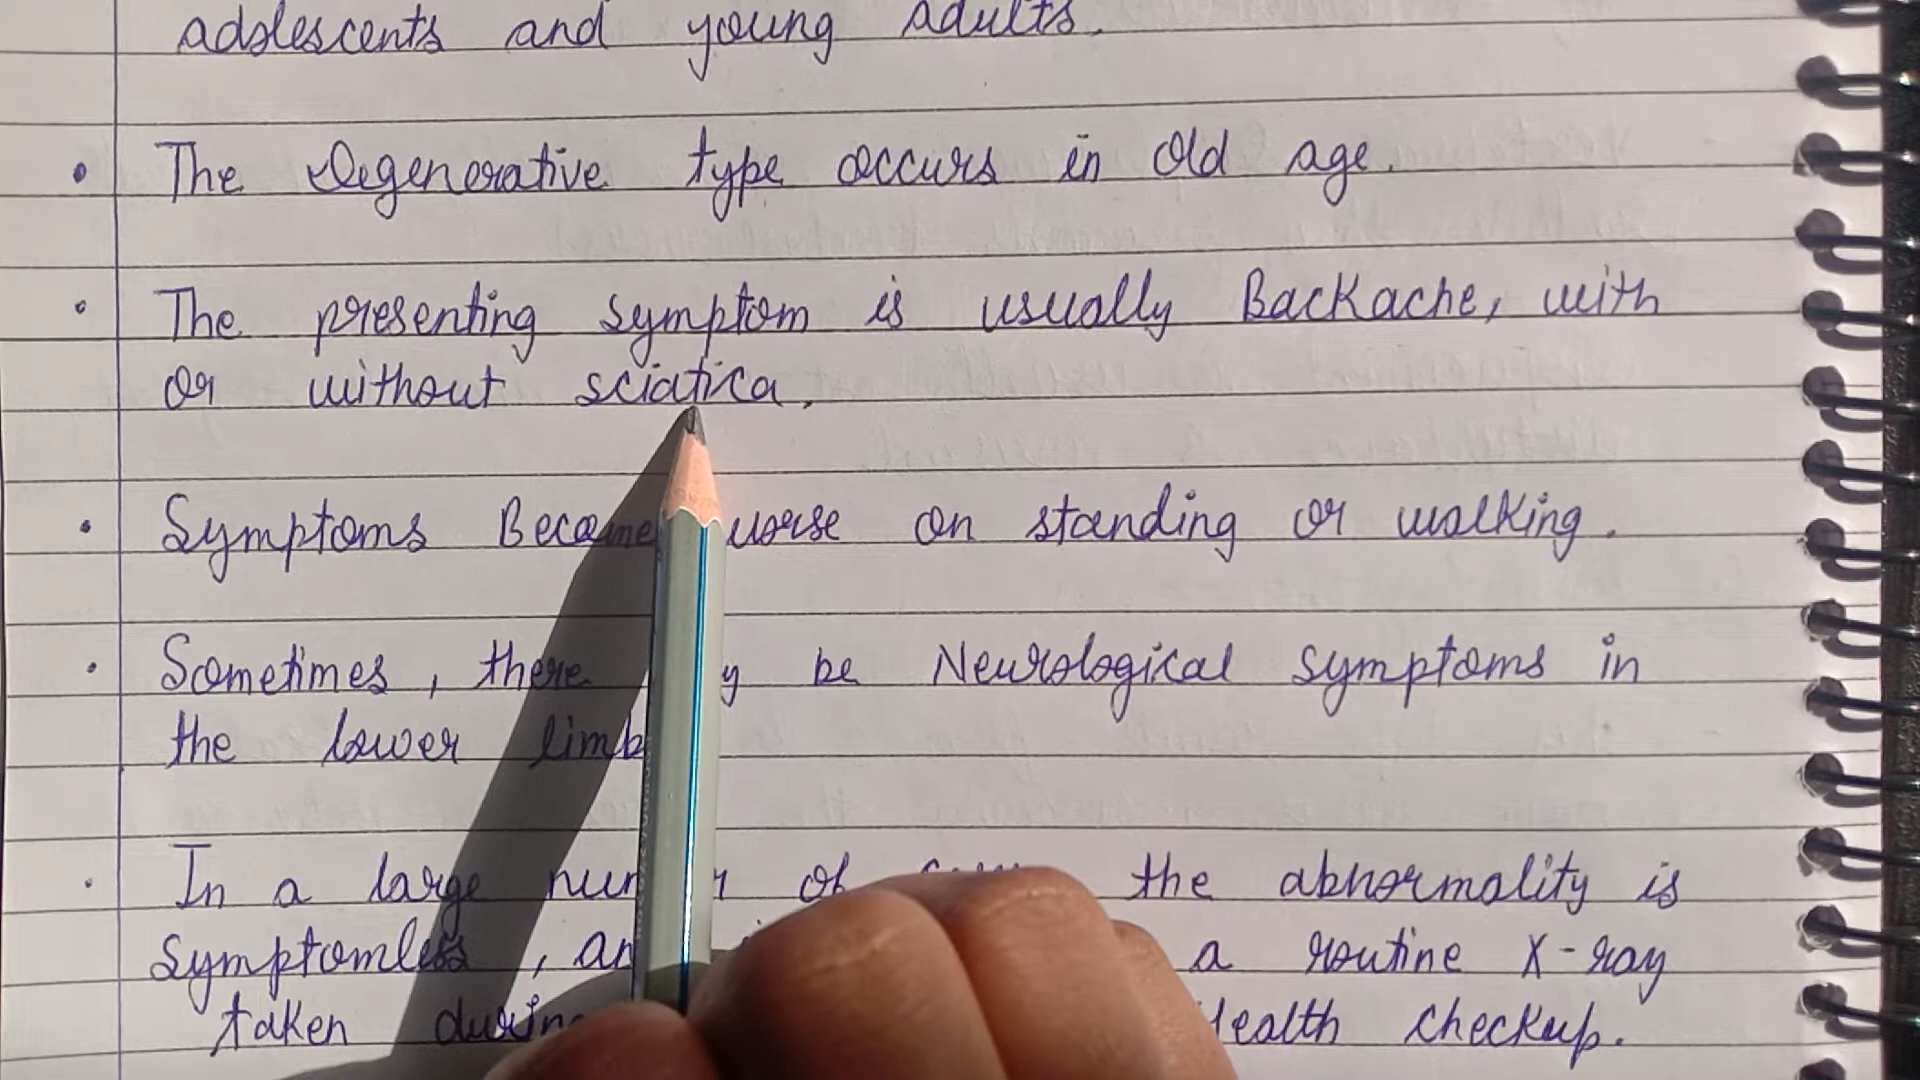 adolescents and young adults.
• The Degenerative type occurs in Old age.
• The presenting symptom is usually Backache, with
or without sciatica.
• Symptoms Become worse on standing or walking.
• Sometimes, there be Neurological symptoms in
the lower limb
• In a large of the abnormality is
symptomless, a routine X-ray
taken checkup.